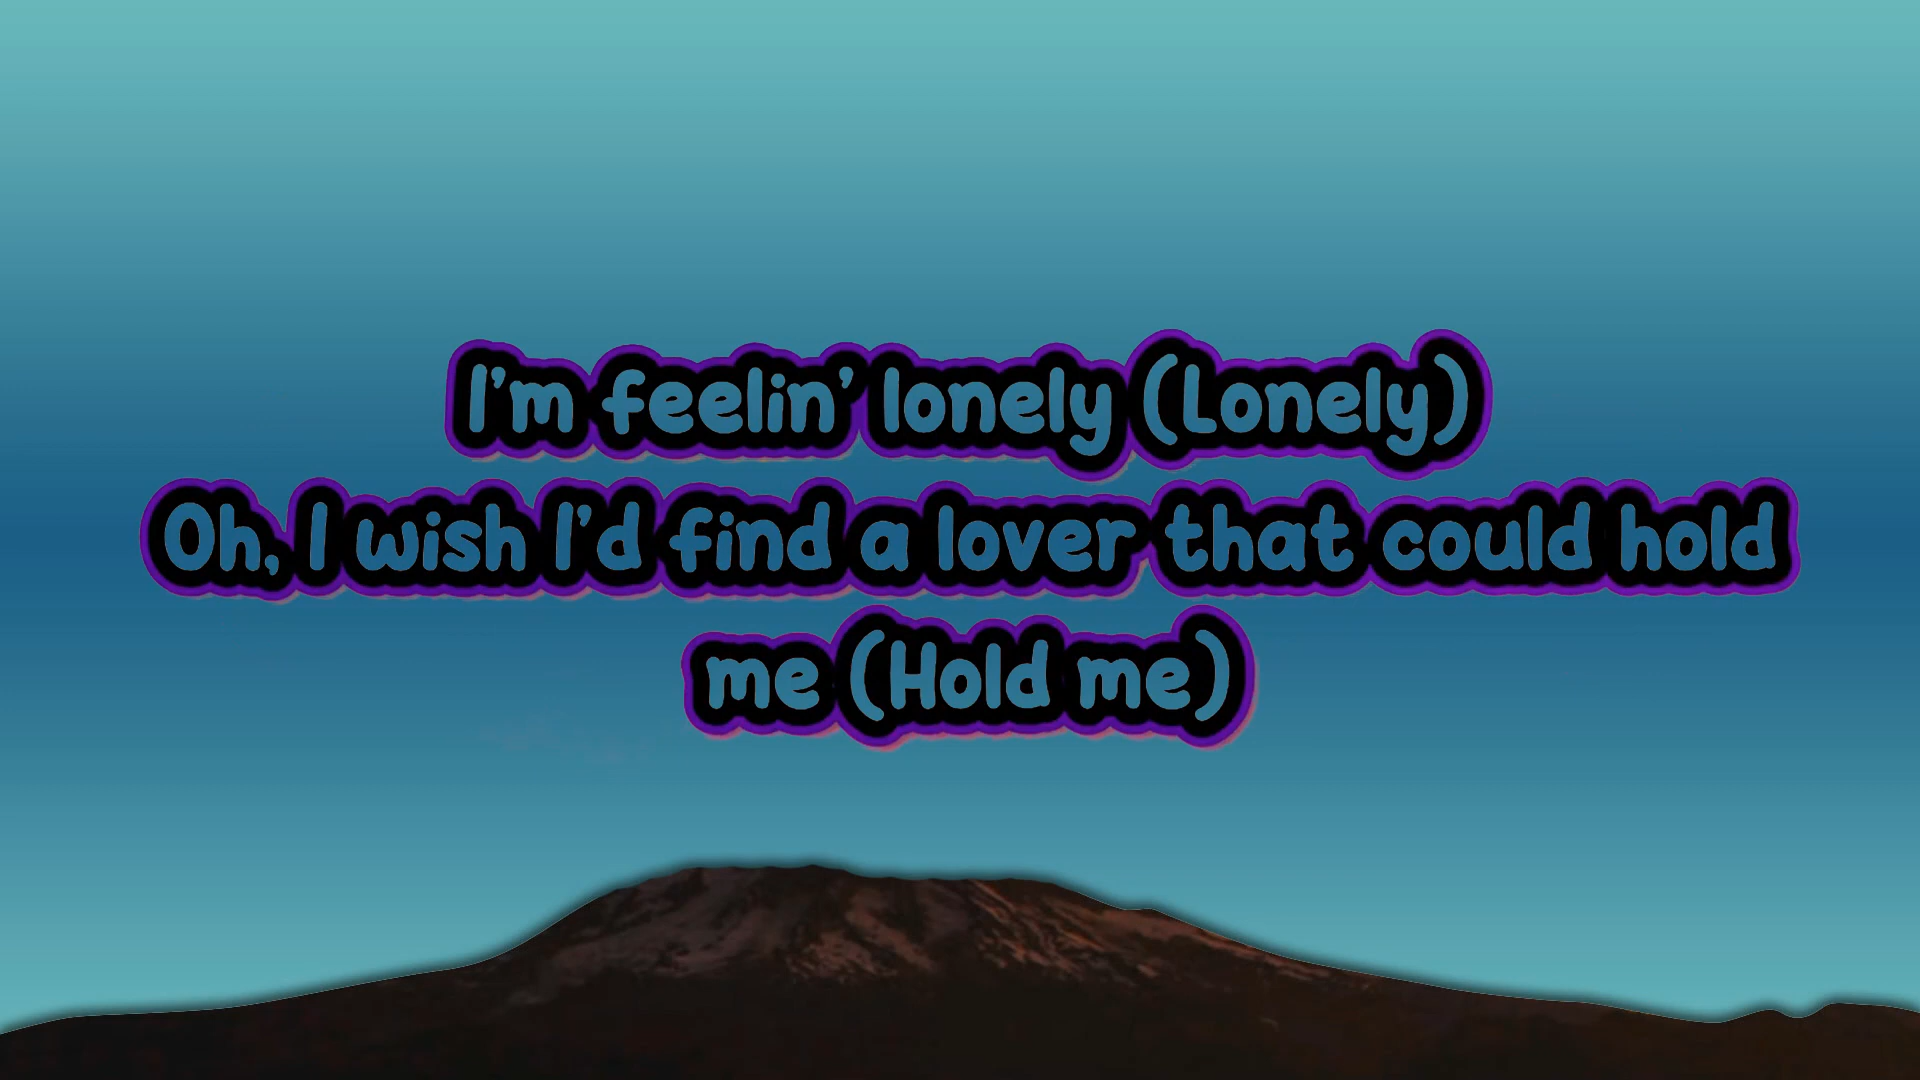 I’m feelin’ lonely (Lonely)
Oh, I wish I’d find a lover that could hold
me (Hold me)